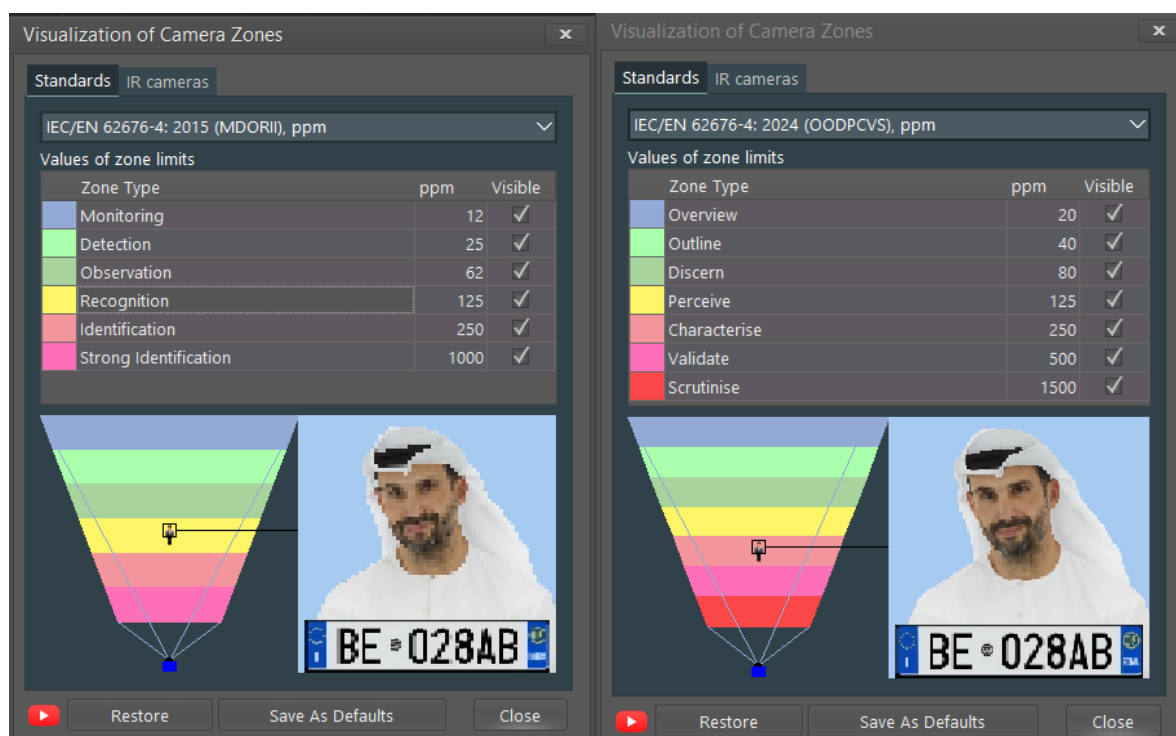 Visualization of Camera Zones
Standards IR cameras
IEC/EN 62676-4: 2015 (MDORII), ppm
Values of zone limits
Zone Type ppm Visible
Monitoring 12
Detection 25
Observation 62
Recognition 125
Identification 250
Strong Identification 1000
BE 028AB
Restore Save As Defaults Close
Visualization of Camera Zones
Standards IR cameras
IEC/EN 62676-4: 2024 (OODPCVS), ppm
Values of zone limits
Zone Type ppm Visible
Overview 20
Outline 40
Discern 80
Perceive 125
Characterise 250
Validate 500
Scrutinise 1500
I BE 028AB
Restore Save As Defaults Close